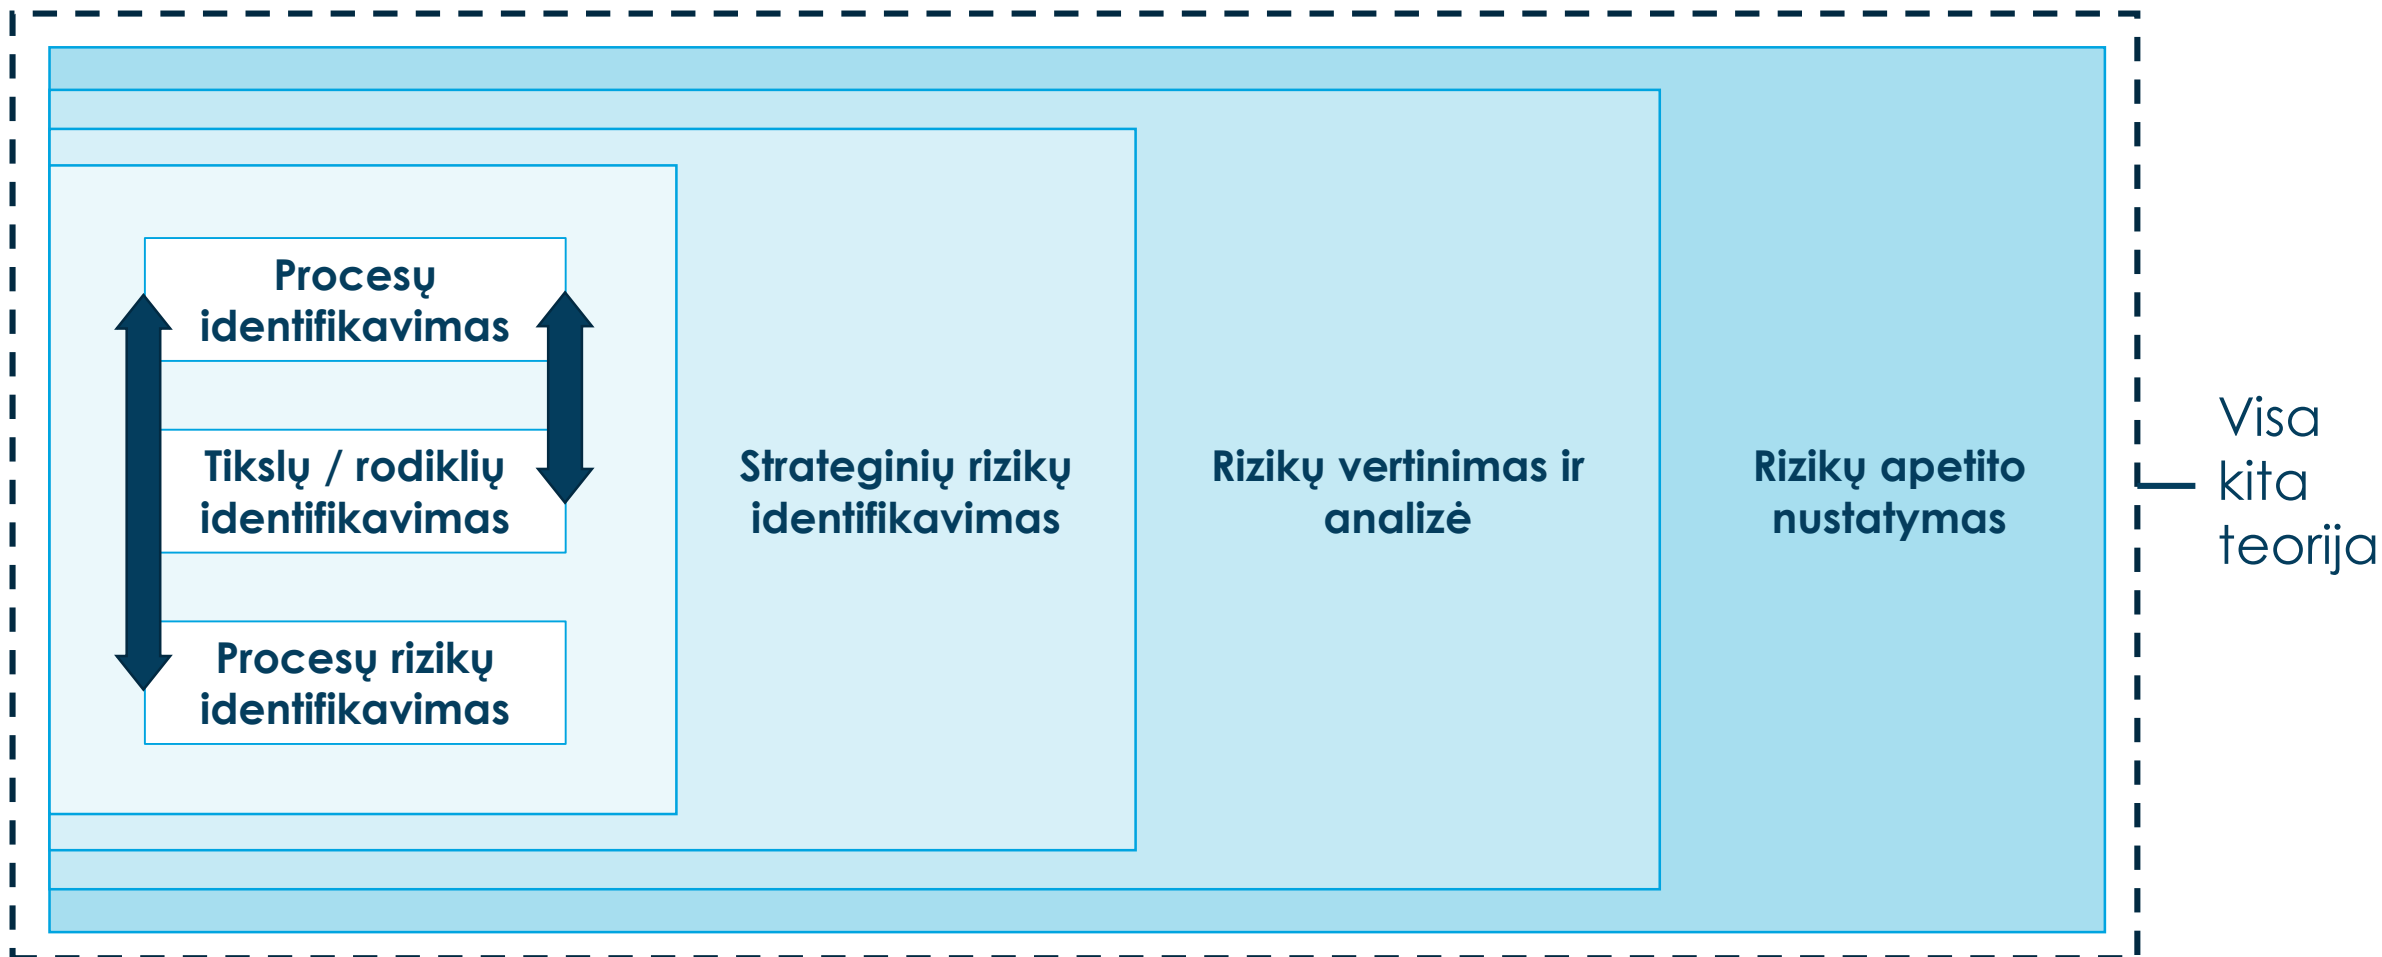 Procesų
identifikavimas
Tikslų / rodiklių
identifikavimas
Procesų rizikų
identifikavimas
Strateginių rizikų
identifikavimas
Rizikų vertinimas ir
analizė
Rizikų apetito
nustatymas
Visa
kita
teorija